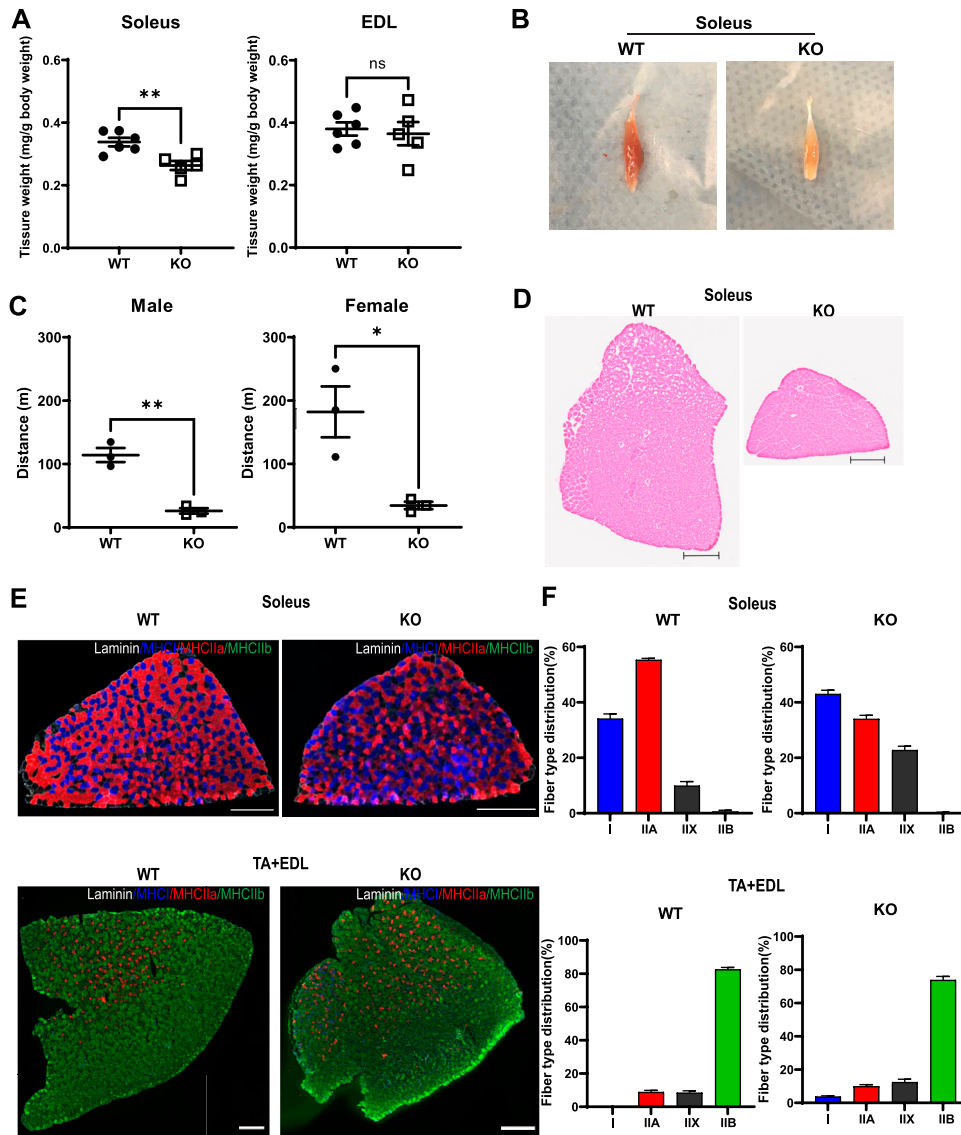 A
Soleus
EDL
Tissure weight (mg/g body weight)
0.6
0.4
0.2
0.0
**
WT
KO
Tissure weight (mg/g body weight)
0.6
0.4
0.2
0.0
ns
WT
KO
B
Soleus
WT
KO
C
Male
Female
Distance (m)
300
200
100
0
**
WT
KO
Distance (m)
300
200
100
0
*
WT
KO
D
Soleus
WT
KO
E
Soleus
WT
KO
Laminin/MHCI/MHCIIa/MHCIIb
Laminin/MHCI/MHCIIa/MHCIIb
TA+EDL
WT
KO
Laminin/MHCI/MHCIIa/MHCIIb
Laminin/MHCI/MHCIIa/MHCIIb
F
Soleus
WT
KO
Fiber type distribution(%)
60
40
20
0
I
IIA
IIX
IIB
Fiber type distribution(%)
60
40
20
0
I
IIA
IIX
IIB
TA+EDL
WT
KO
Fiber type distribution(%)
100
80
60
40
20
0
I
IIA
IIX
IIB
Fiber type distribution(%)
100
80
60
40
20
0
I
IIA
IIX
IIB